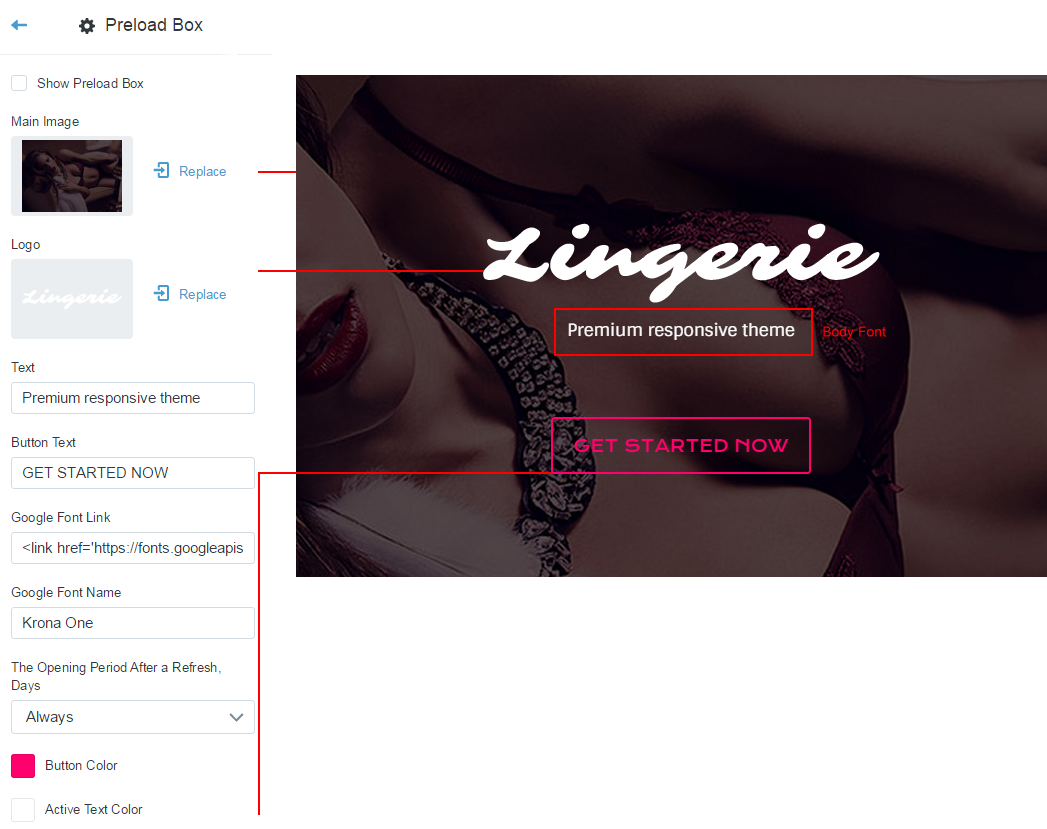 Preload Box
Show Preload Box
Main Image
Replace
Logo
Lingerie
Replace
Text
Premium responsive theme
Button Text
GET STARTED NOW
Google Font Link
<link href='https://fonts.googleapis
Google Font Name
Krona One
The Opening Period After a Refresh,
Days
Always
Button Color
Active Text Color
Lingerie
Premium responsive theme
Body Font
GET STARTED NOW